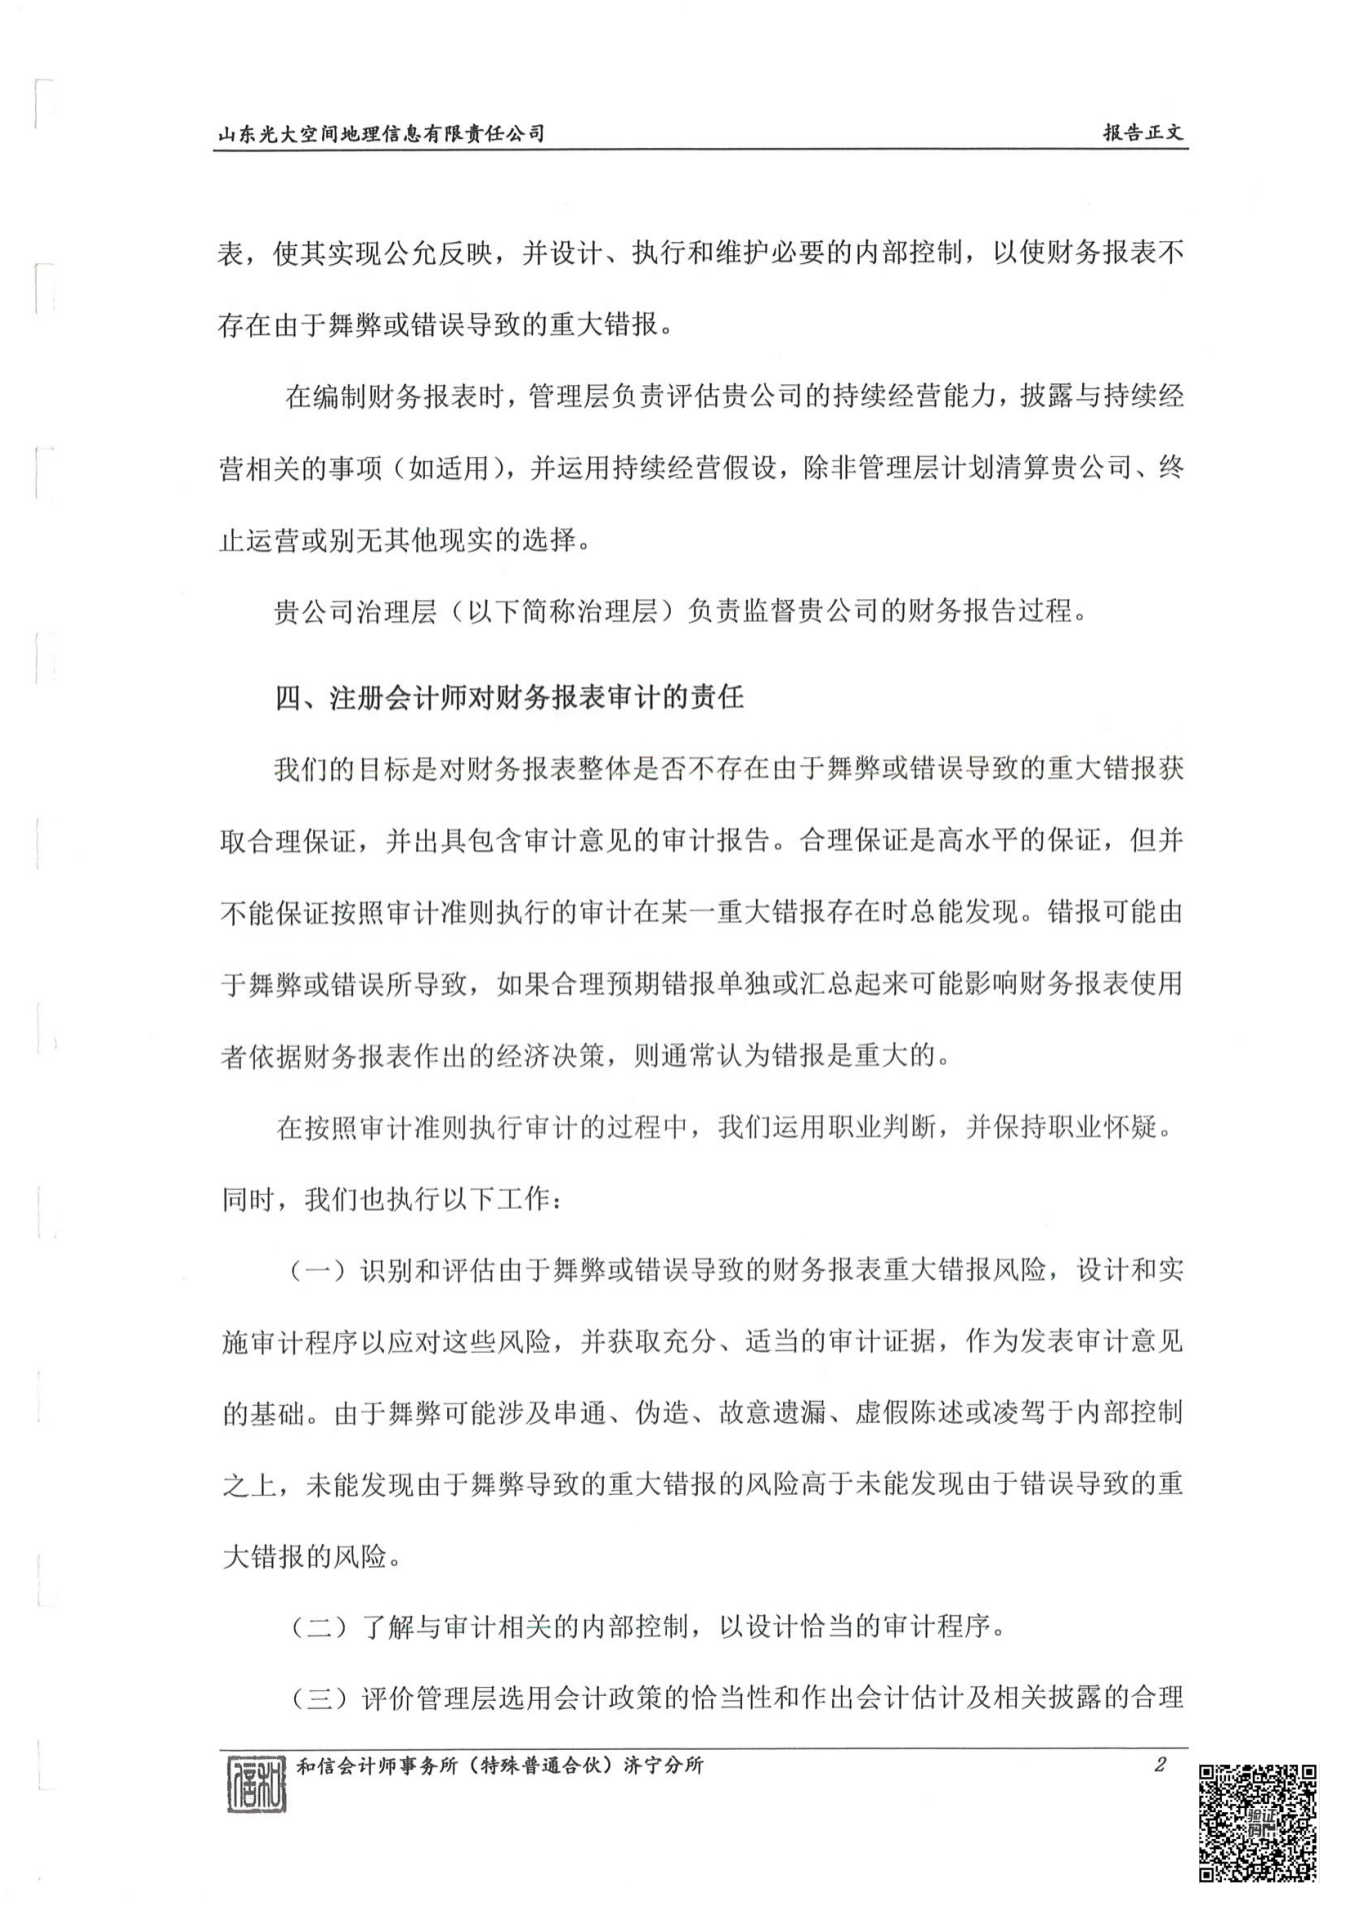 山东光大空间地理信息有限责任公司
报告正文
表，使其实现公允反映，并设计、执行和维护必要的内部控制，以使财务报表不
存在由于舞弊或错误导致的重大错报。
在编制财务报表时，管理层负责评估贵公司的持续经营能力，披露与持续经
营相关的事项（如适用），并运用持续经营假设，除非管理层计划清算贵公司、终
止运营或别无其他现实的选择。
贵公司治理层（以下简称治理层）负责监督贵公司的财务报告过程。
四、注册会计师对财务报表审计的责任
我们的目标是对财务报表整体是否不存在由于舞弊或错误导致的重大错报获
取合理保证，并出具包含审计意见的审计报告。合理保证是高水平的保证，但并
不能保证按照审计准则执行的审计在某一重大错报存在时总能发现。错报可能由
于舞弊或错误所导致，如果合理预期错报单独或汇总起来可能影响财务报表使用
者依据财务报表作出的经济决策，则通常认为错报是重大的。
在按照审计准则执行审计的过程中，我们运用职业判断，并保持职业怀疑。
同时，我们也执行以下工作：
（一）识别和评估由于舞弊或错误导致的财务报表重大错报风险，设计和实
施审计程序以应对这些风险，并获取充分、适当的审计证据，作为发表审计意见
的基础。由于舞弊可能涉及串通、伪造、故意遗漏、虚假陈述或凌驾于内部控制
之上，未能发现由于舞弊导致的重大错报的风险高于未能发现由于错误导致的重
大错报的风险。
（二）了解与审计相关的内部控制，以设计恰当的审计程序。
（三）评价管理层选用会计政策的恰当性和作出会计估计及相关披露的合理
信和
和信会计师事务所（特殊普通合伙）济宁分所
2
验证
码